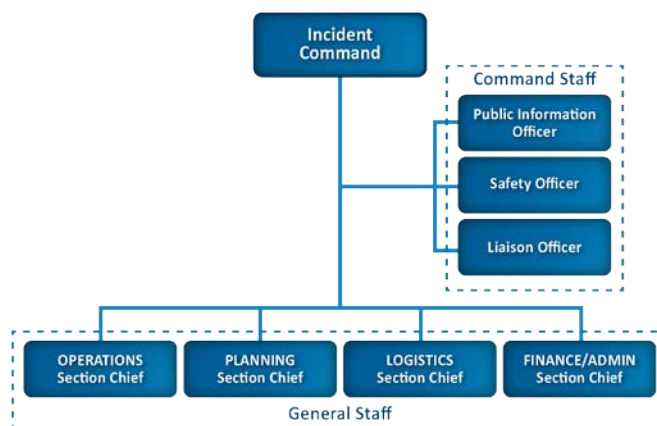 Incident
Command
Command Staff
Public Information
Officer
Safety Officer
Liaison Officer
OPERATIONS
Section Chief
PLANNING
Section Chief
LOGISTICS
Section Chief
FINANCE/ADMIN
Section Chief
General Staff